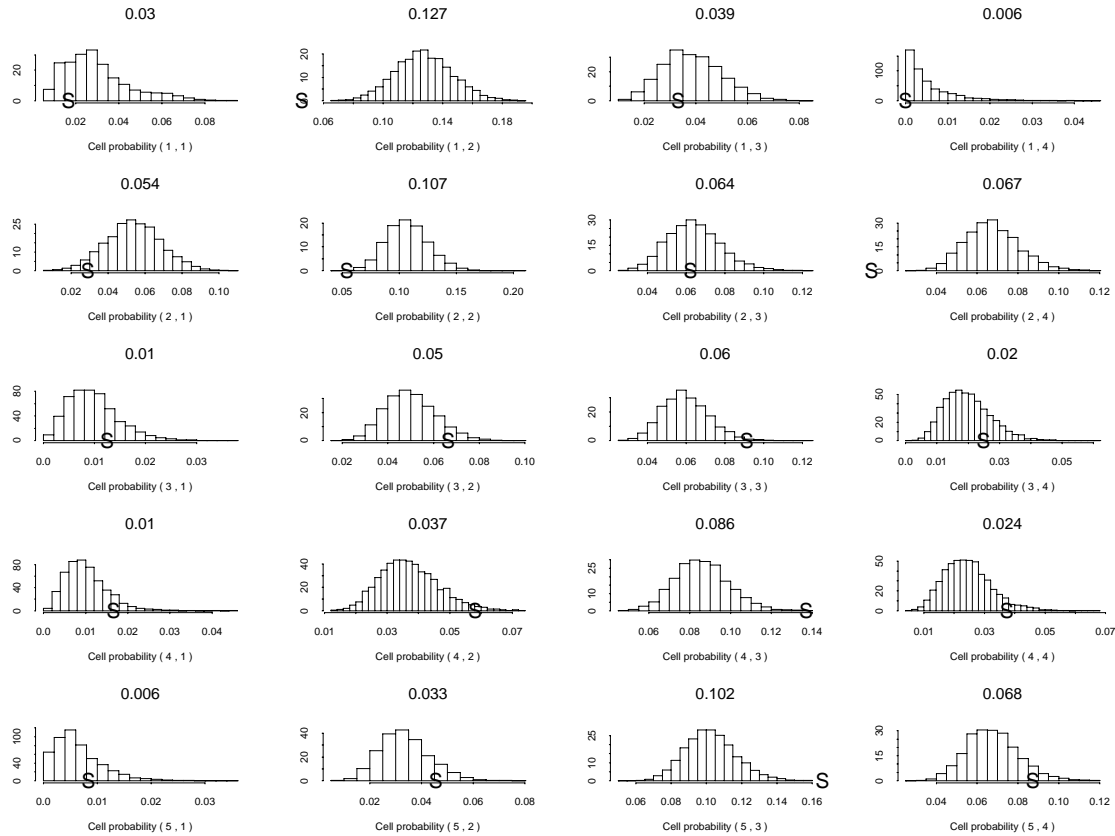 0.03 0.127 0.039 0.006
0 20
0 5 10 20
0 20
0 100
S S S S
0.02 0.04 0.06 0.08
0.06 0.10 0.14 0.18
0.02 0.04 0.06 0.08
0.0 0.01 0.02 0.04
Cell probability ( 1 , 1 ) Cell probability ( 1 , 2 ) Cell probability ( 1 , 3 ) Cell probability ( 1 , 4 )
0.054 0.107 0.064 0.067
0 10 25
0 10 20
0 15 30
0 15 30
S S S S
0.02 0.04 0.06 0.10
0.05 0.10 0.15 0.20
0.04 0.06 0.08 0.12
0.04 0.06 0.08 0.12
Cell probability ( 2 , 1 ) Cell probability ( 2 , 2 ) Cell probability ( 2 , 3 ) Cell probability ( 2 , 4 )
0.01 0.05 0.06 0.02
0 40 80
0 20
0 20
0 20 50
S S S S
0.0 0.01 0.02 0.03
0.02 0.04 0.06 0.08 0.10
0.04 0.06 0.08 0.12
0.0 0.01 0.03 0.05
Cell probability ( 3 , 1 ) Cell probability ( 3 , 2 ) Cell probability ( 3 , 3 ) Cell probability ( 3 , 4 )
0.01 0.037 0.086 0.024
0 40 80
0 20 40
0 10 25
0 20 50
S S S S
0.0 0.01 0.02 0.03 0.04
0.01 0.03 0.05 0.07
0.06 0.08 0.10 0.12 0.14
0.01 0.03 0.05 0.07
Cell probability ( 4 , 1 ) Cell probability ( 4 , 2 ) Cell probability ( 4 , 3 ) Cell probability ( 4 , 4 )
0.006 0.033 0.102 0.068
0 40 100
0 20 40
0 10 25
0 15 30
S S S S
0.0 0.01 0.02 0.03
0.02 0.04 0.06 0.08
0.06 0.08 0.10 0.12 0.14 0.16
0.04 0.06 0.08 0.10 0.12
Cell probability ( 5 , 1 ) Cell probability ( 5 , 2 ) Cell probability ( 5 , 3 ) Cell probability ( 5 , 4 )